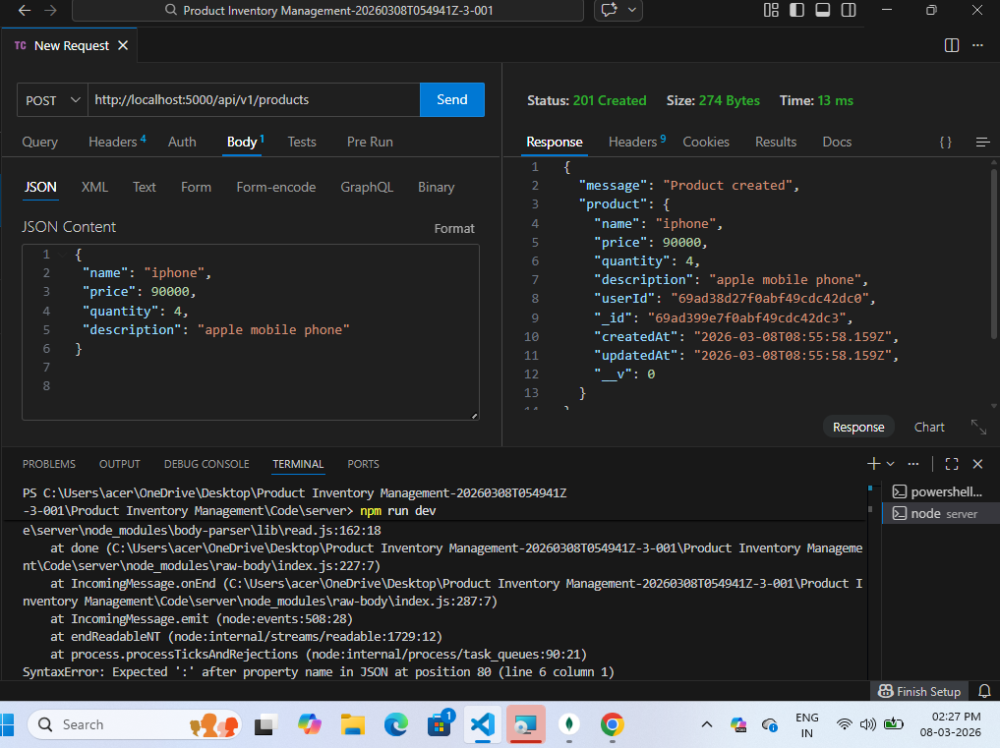 Product Inventory Management-20260308T054941Z-3-001
TC New Request
POST http://localhost:5000/api/v1/products Send
Query Headers 4 Auth Body 1 Tests Pre Run
JSON XML Text Form Form-encode GraphQL Binary
JSON Content Format
1 {
2 "name": "iphone",
3 "price": 90000,
4 "quantity": 4,
5 "description": "apple mobile phone"
6 }
7
8
Status: 201 Created Size: 274 Bytes Time: 13 ms
Response Headers 9 Cookies Results Docs { }
1 {
2 "message": "Product created",
3 "product": {
4 "name": "iphone",
5 "price": 90000,
6 "quantity": 4,
7 "description": "apple mobile phone",
8 "userId": "69ad38d27f0abf49cdc42dc0",
9 "_id": "69ad399e7f0abf49cdc42dc3",
10 "createdAt": "2026-03-08T08:55:58.159Z",
11 "updatedAt": "2026-03-08T08:55:58.159Z",
12 "__v": 0
13 }
14 }
Response Chart
PROBLEMS OUTPUT DEBUG CONSOLE TERMINAL PORTS
PS C:\Users\acer\OneDrive\Desktop\Product Inventory Management-20260308T054941Z
-3-001\Product Inventory Management\Code\server> npm run dev
e\server\node_modules\body-parser\lib\read.js:162:18
at done (C:\Users\acer\OneDrive\Desktop\Product Inventory Management-20260308T054941Z-3-001\Product Inventory Manageme
nt\Code\server\node_modules\raw-body\index.js:227:7)
at IncomingMessage.onEnd (C:\Users\acer\OneDrive\Desktop\Product Inventory Management-20260308T054941Z-3-001\Product I
nventory Management\Code\server\node_modules\raw-body\index.js:287:7)
at IncomingMessage.emit (node:events:508:28)
at endReadableNT (node:internal/streams/readable:1729:12)
at process.processTicksAndRejections (node:internal/process/task_queues:90:21)
SyntaxError: Expected ':' after property name in JSON at position 80 (line 6 column 1)
powershell...
node server
Finish Setup
Search
1
ENG
IN
02:27 PM
08-03-2026